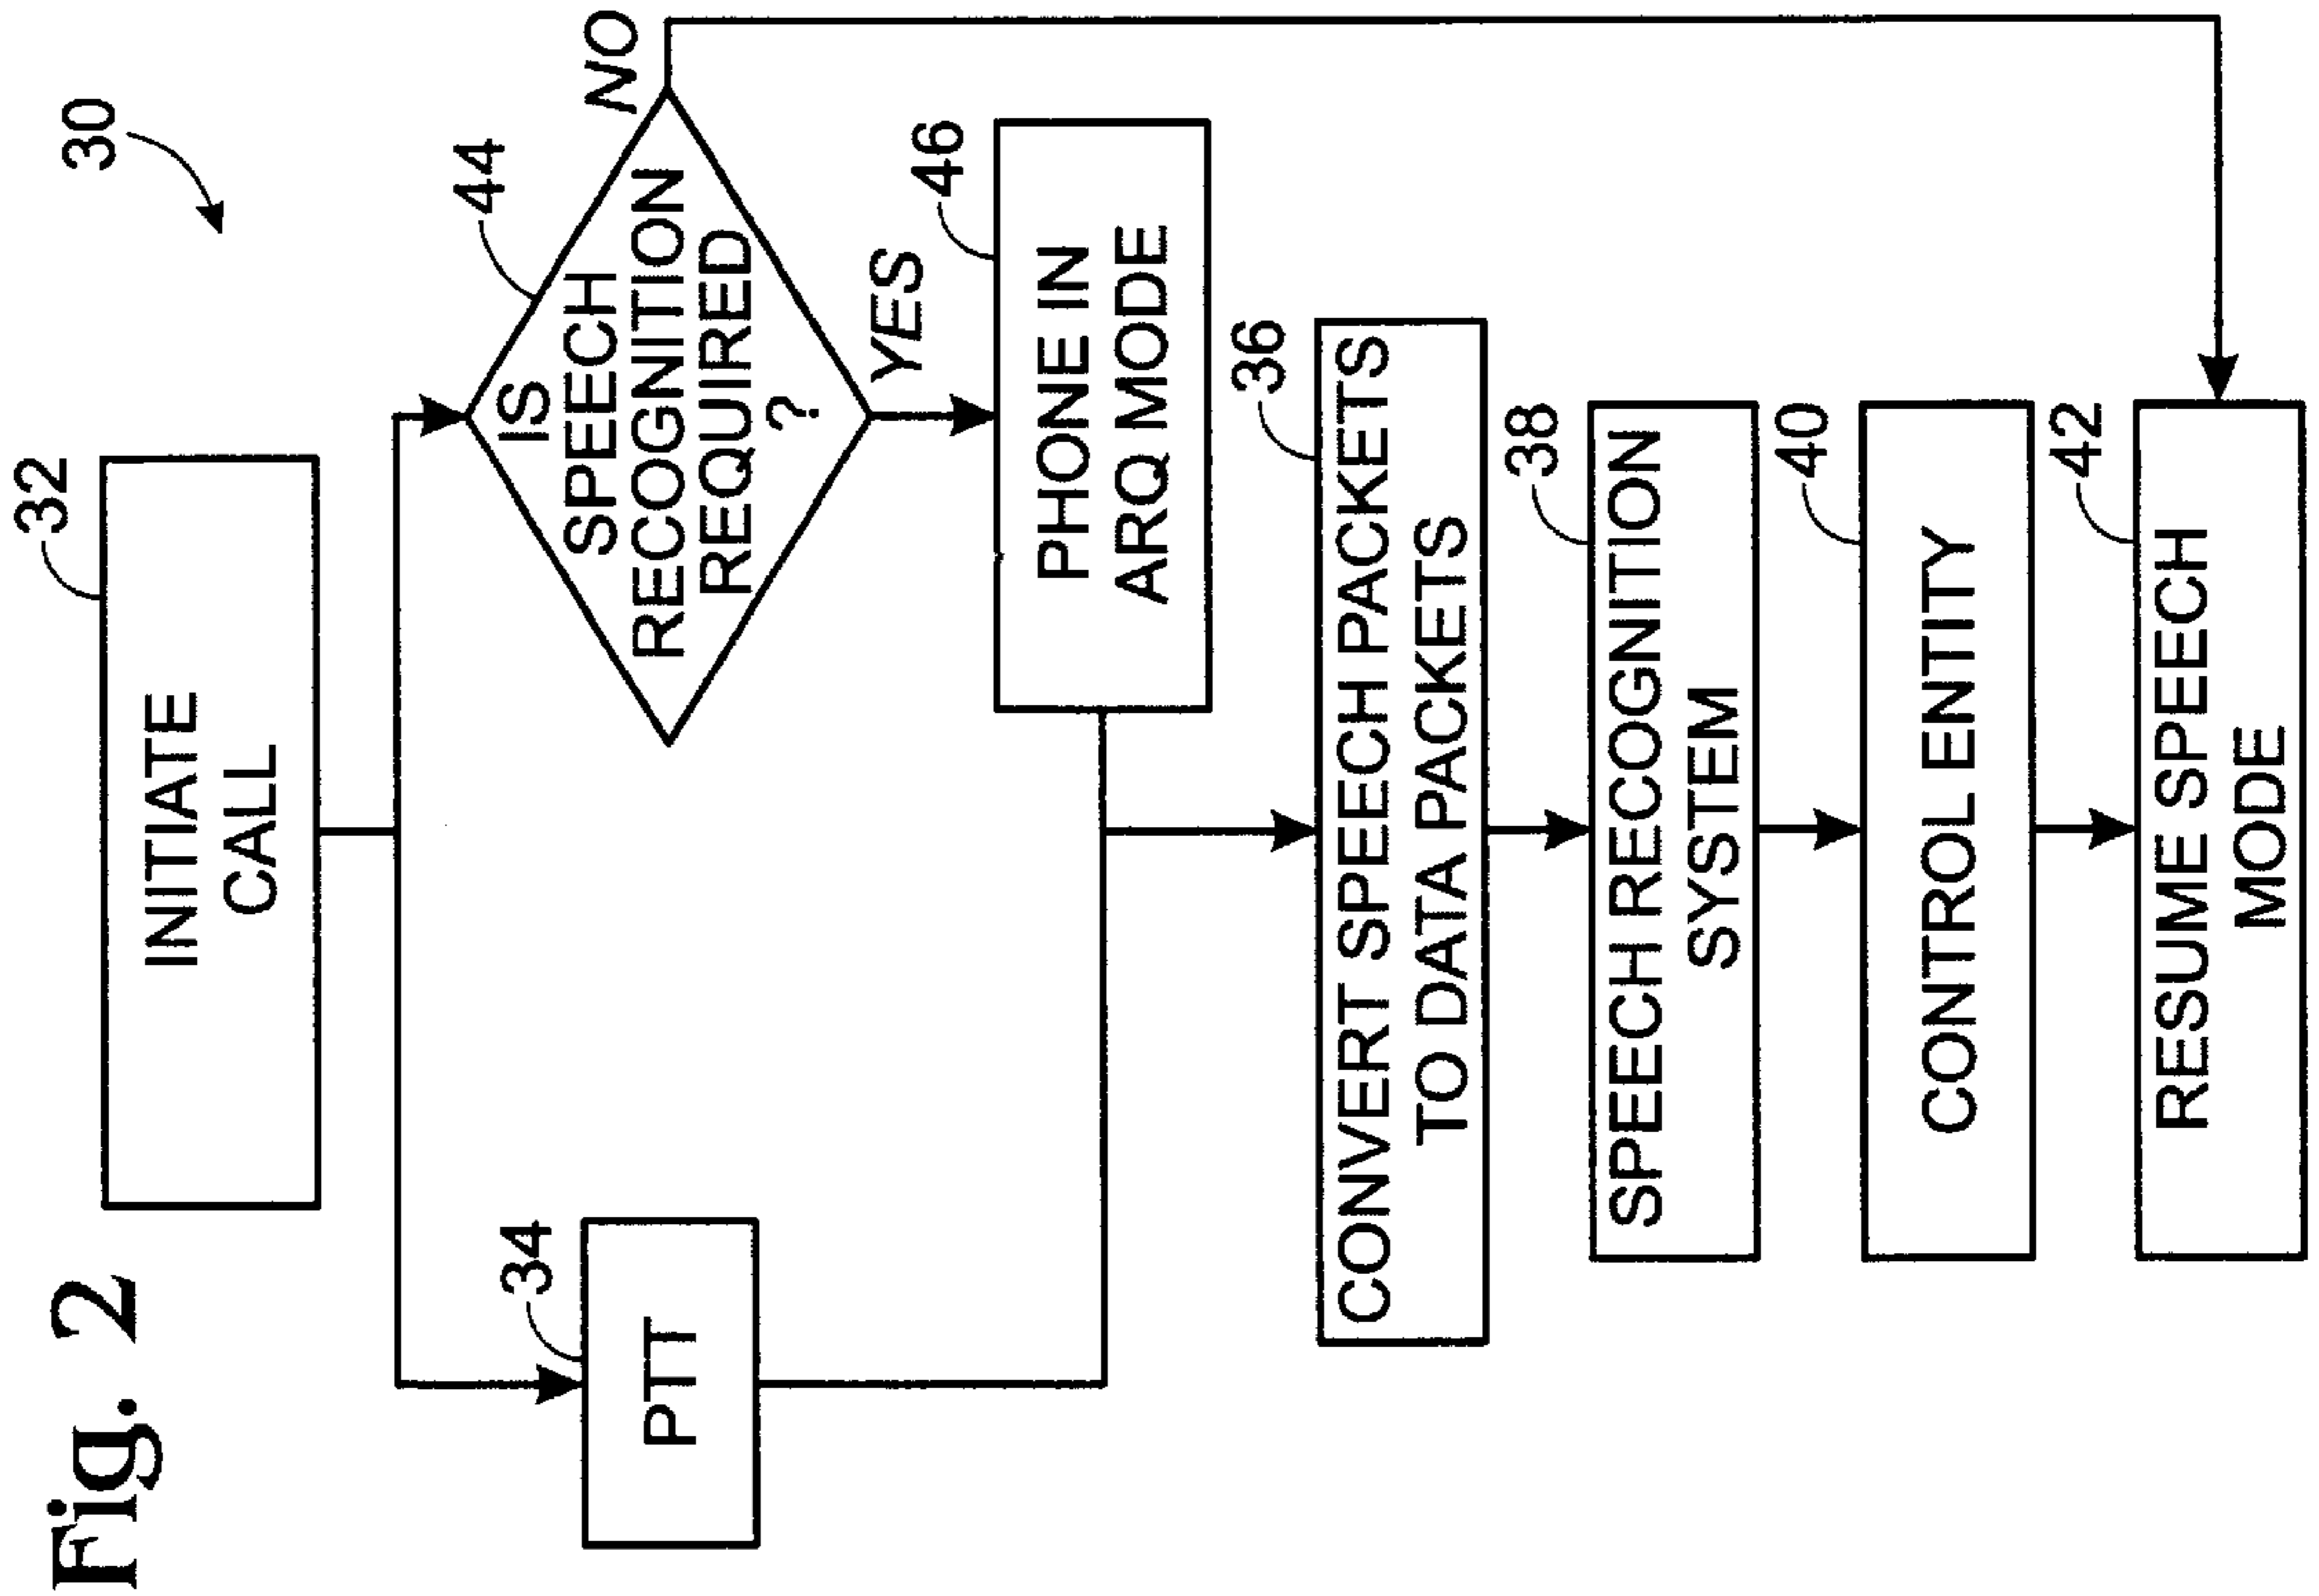 Fig. 2
30
32
INITIATE
CALL
34
PTT
44
IS
SPEECH
RECOGNITION
REQUIRED
?
NO
YES
46
PHONE IN
ARQ MODE
36
CONVERT SPEECH PACKETS
TO DATA PACKETS
38
SPEECH RECOGNITION
SYSTEM
40
CONTROL ENTITY
42
RESUME SPEECH
MODE